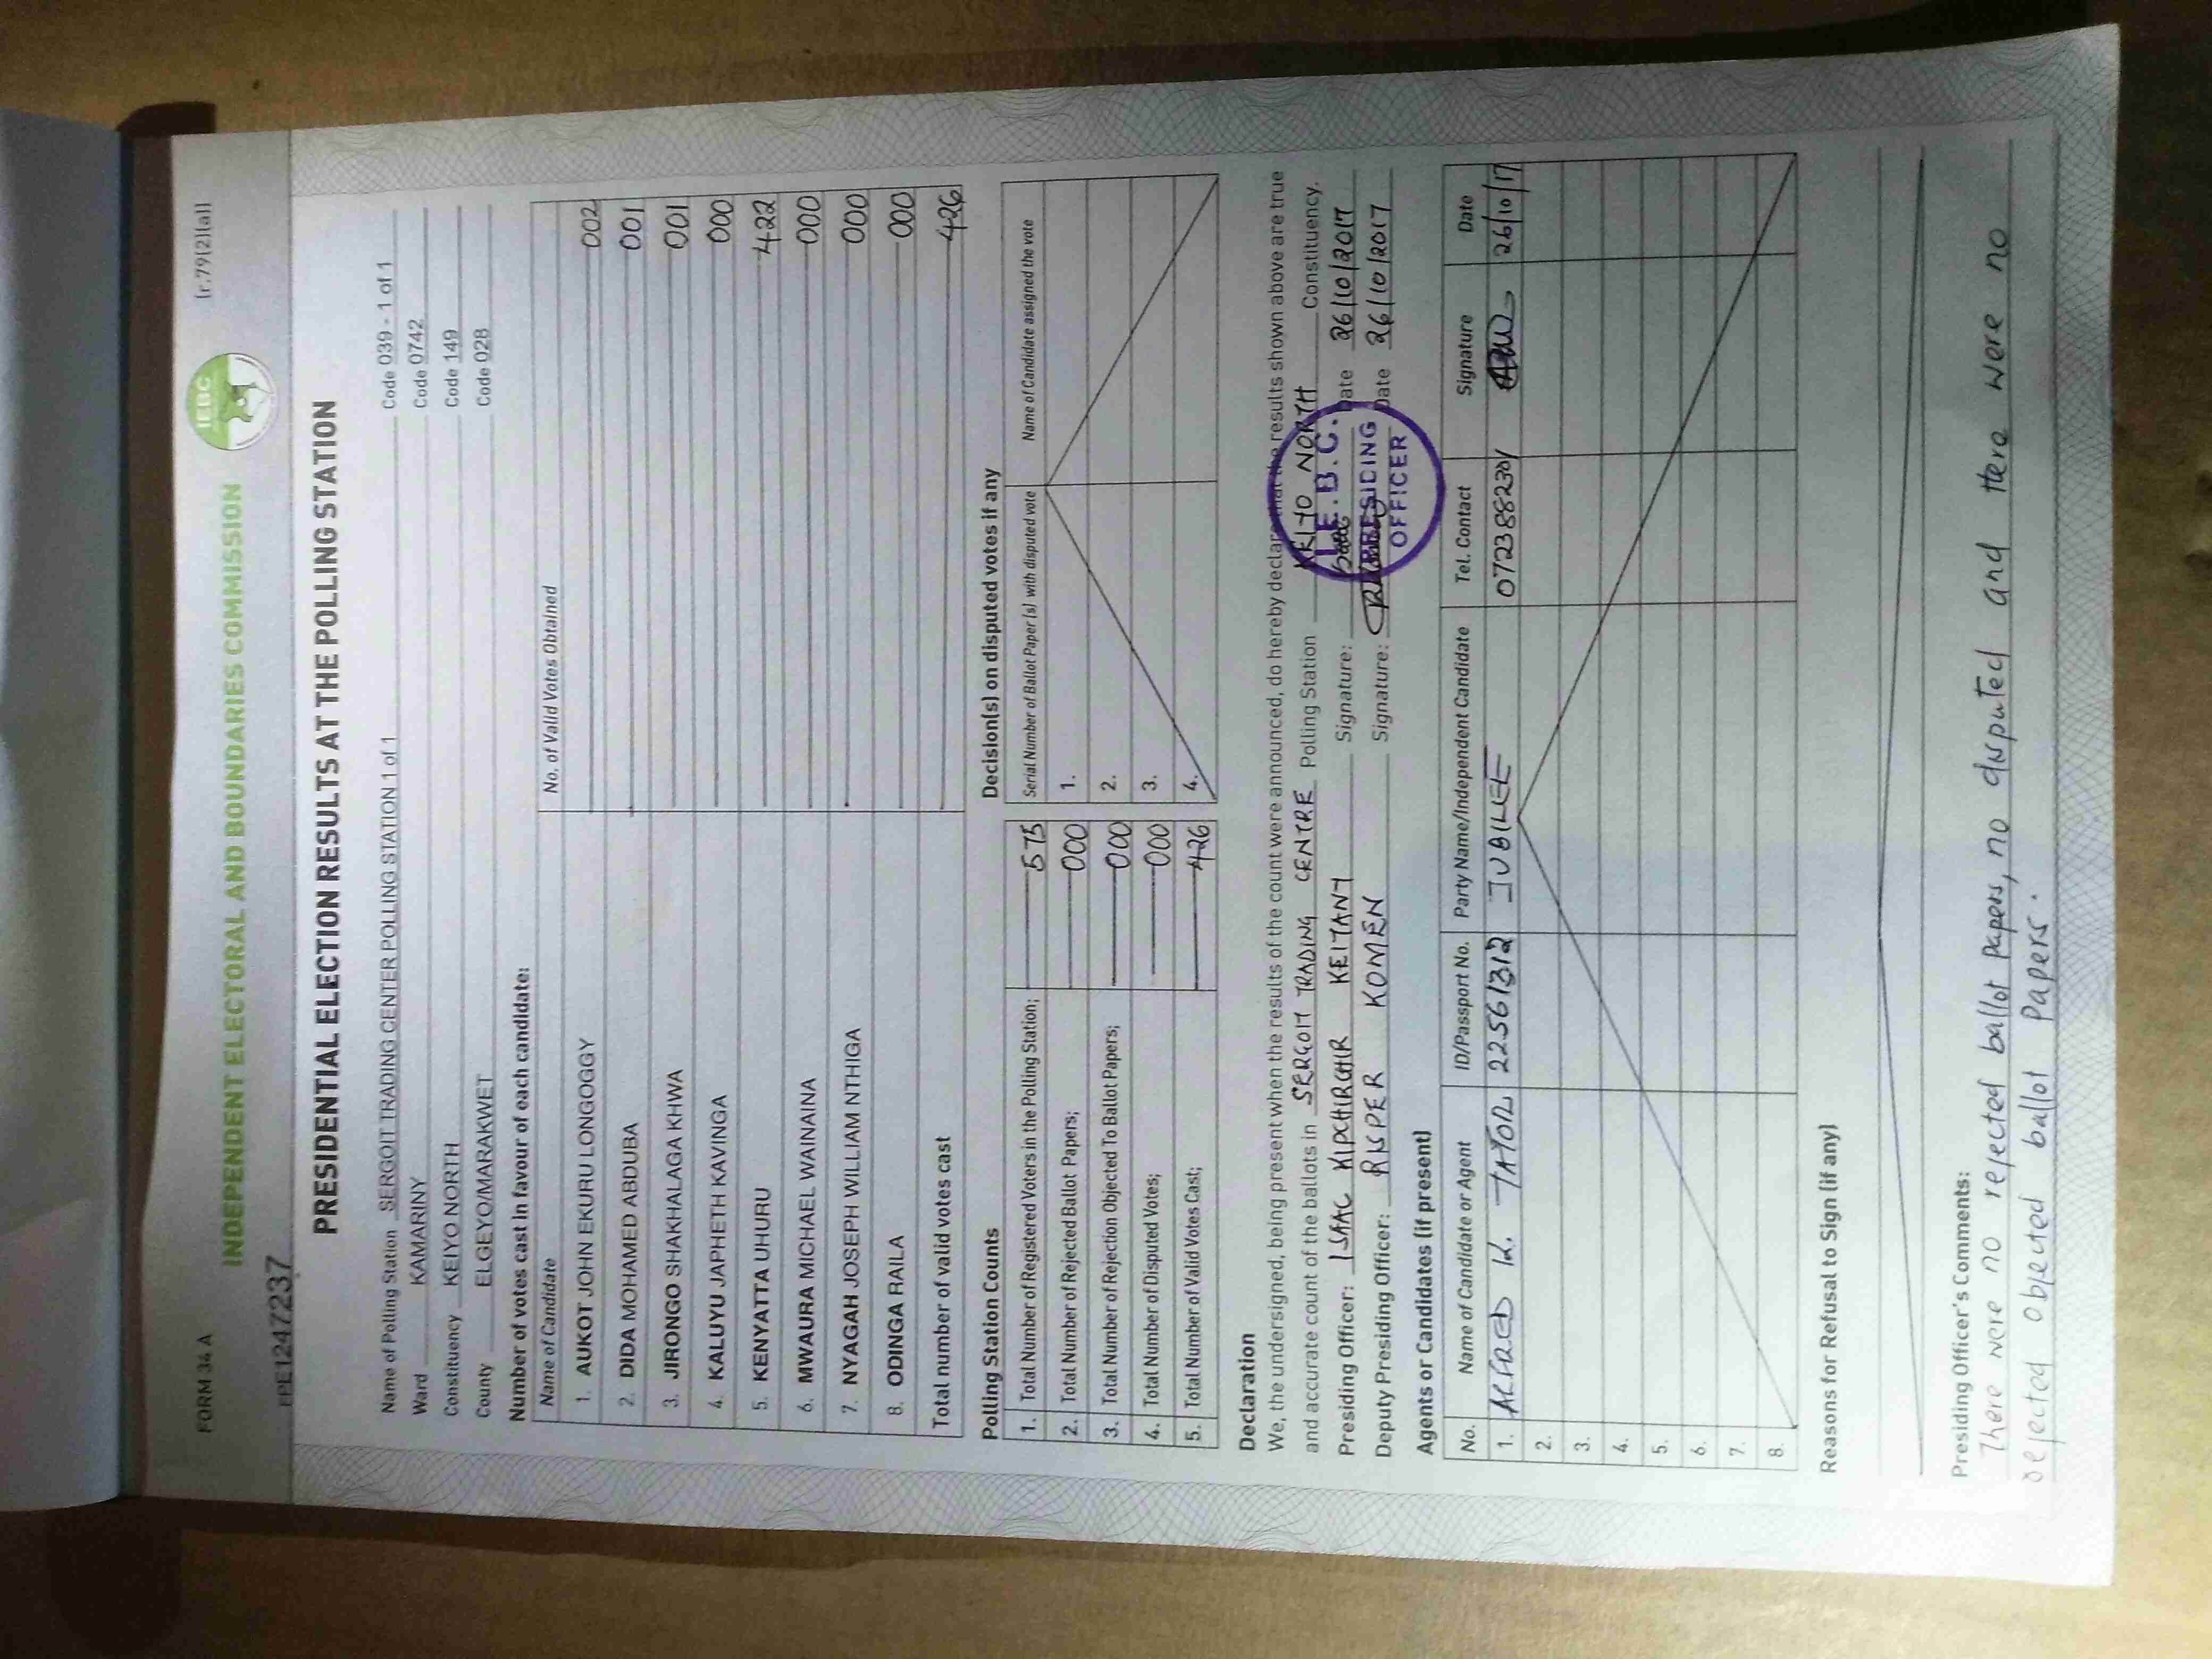 FORM 34 A
(r.79(2)(a))
INDEPENDENT ELECTORAL AND BOUNDARIES COMMISSION
IEBC
PE1247237
PRESIDENTIAL ELECTION RESULTS AT THE POLLING STATION
Name of Polling Station SERGOIT TRADING CENTER POLLING STATION 1 of 1 Code 039 - 1 of 1
Ward KAMARINY Code 0742
Constituency KEIYO NORTH Code 149
County ELGEYO/MARAKWET Code 028
Number of votes cast in favour of each candidate:
Name of Candidate No. of Valid Votes Obtained
1. AUKOT JOHN EKURU LONGOGGY 002
2. DIDA MOHAMED ABDUBA 001
3. JIRONGO SHAKHALAGA KHWA 001
4. KALUYU JAPHETH KAVINGA 000
5. KENYATTA UHURU 422
6. MWAURA MICHAEL WAINAINA 000
7. NYAGAH JOSEPH WILLIAM NTHIGA 000
8. ODINGA RAILA 000
Total number of valid votes cast 426
Polling Station Counts
1. Total Number of Registered Voters in the Polling Station; 575
2. Total Number of Rejected Ballot Papers; 000
3. Total Number of Rejection Objected To Ballot Papers; 000
4. Total Number of Disputed Votes; 000
5. Total Number of Valid Votes Cast; 426
Decision(s) on disputed votes if any
Serial Number of Ballot Paper (s) with disputed vote Name of Candidate assigned the vote
1.
2.
3.
4.
Declaration
We, the undersigned, being present when the results of the count were announced, do hereby declare that the results shown above are true
and accurate count of the ballots in SERGOIT TRADING CENTRE Polling Station KEIYO NORTH Constituency.
Presiding Officer: ISAAC KIPCHIRCHIR KEITANY Signature: Date 26/10/2017
Deputy Presiding Officer: RISPER KOMEN Signature: Date 26/10/2017
I.E.B.C.
PRESIDING
OFFICER
Agents or Candidates (if present)
No. Name of Candidate or Agent ID/Passport No. Party Name/Independent Candidate Tel. Contact Signature Date
1. ALFRED K. TAYOR 22561312 JUBILEE 0723888230 26/10/17
2.
3.
4.
5.
6.
7.
8.
Reasons for Refusal to Sign (if any)
Presiding Officer's Comments:
There were no rejected ballot Papers, no disputed and there were no
rejected objected ballot Papers.